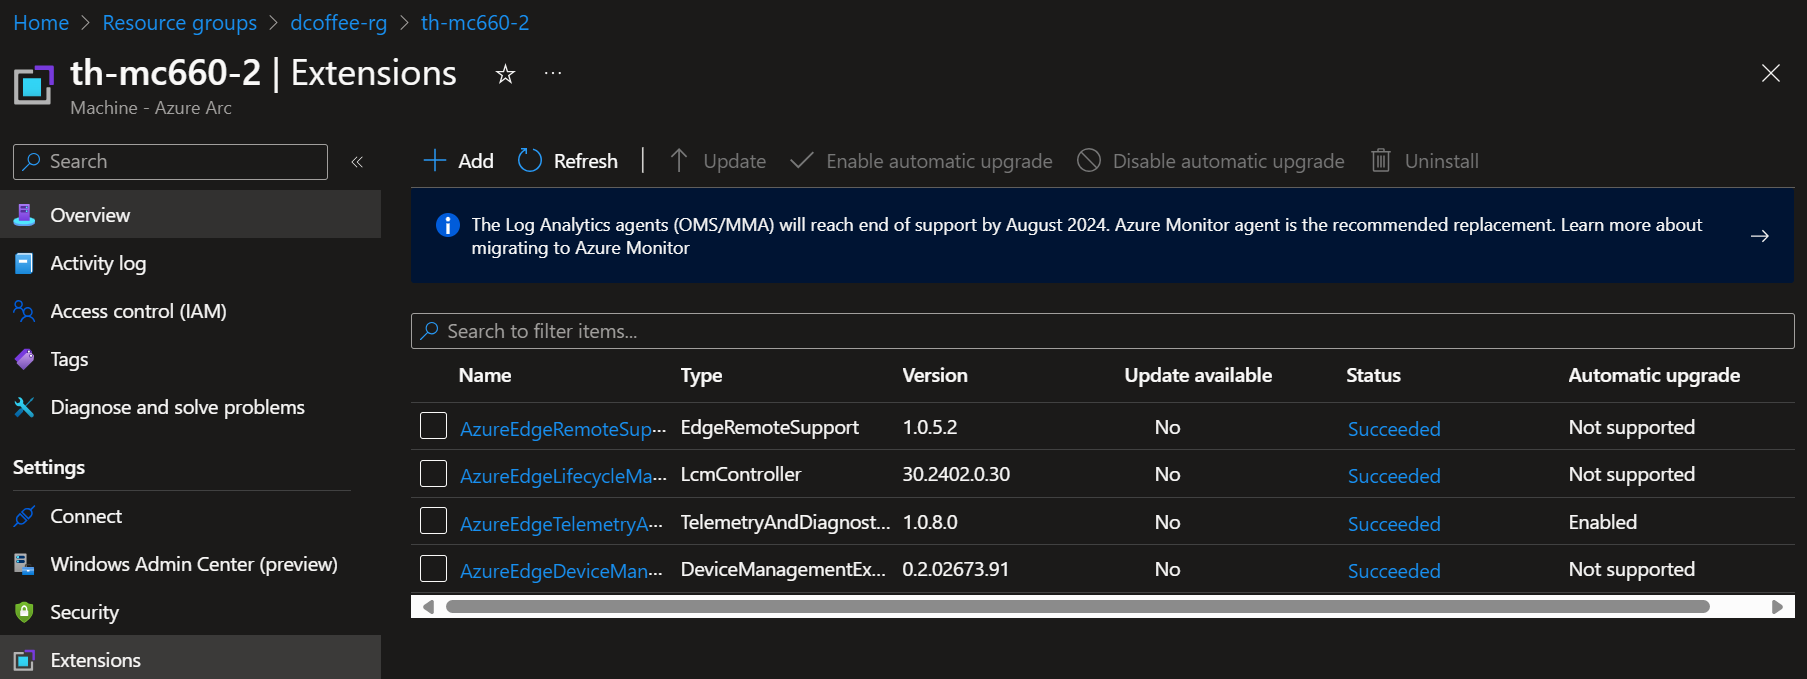 Home > Resource groups > dcoffee-rg > th-mc660-2
th-mc660-2 | Extensions
Machine - Azure Arc
Search
Overview
Activity log
Access control (IAM)
Tags
Diagnose and solve problems
Settings
Connect
Windows Admin Center (preview)
Security
Extensions
Add Refresh Update Enable automatic upgrade Disable automatic upgrade Uninstall
The Log Analytics agents (OMS/MMA) will reach end of support by August 2024. Azure Monitor agent is the recommended replacement. Learn more about
migrating to Azure Monitor
Search to filter items...
Name Type Version Update available Status Automatic upgrade
AzureEdgeRemoteSup... EdgeRemoteSupport 1.0.5.2 No Succeeded Not supported
AzureEdgeLifecycleMa... LcmController 30.2402.0.30 No Succeeded Not supported
AzureEdgeTelemetryA... TelemetryAndDiagnost... 1.0.8.0 No Succeeded Enabled
AzureEdgeDeviceMan... DeviceManagementEx... 0.2.02673.91 No Succeeded Not supported